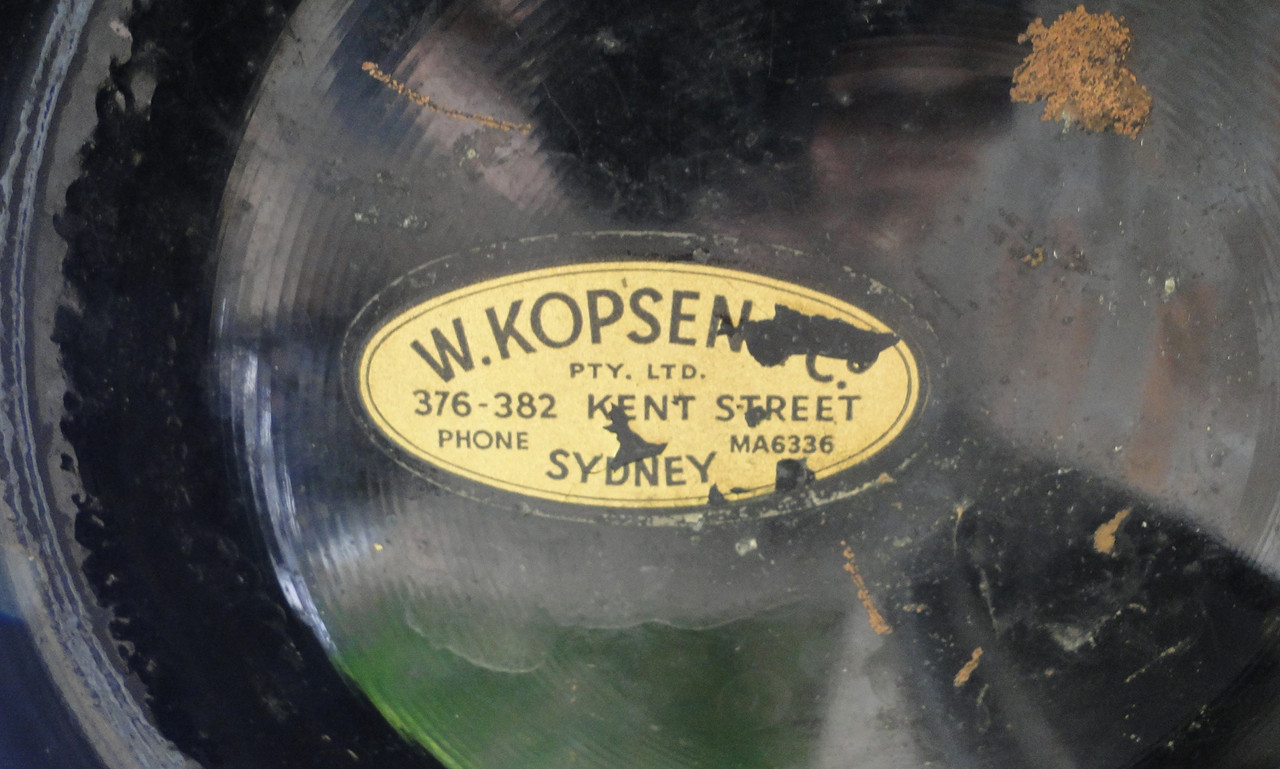 W.KOPSEN C.
PTY. LTD.
376-382 KENT STREET
PHONE MA6336
SYDNEY